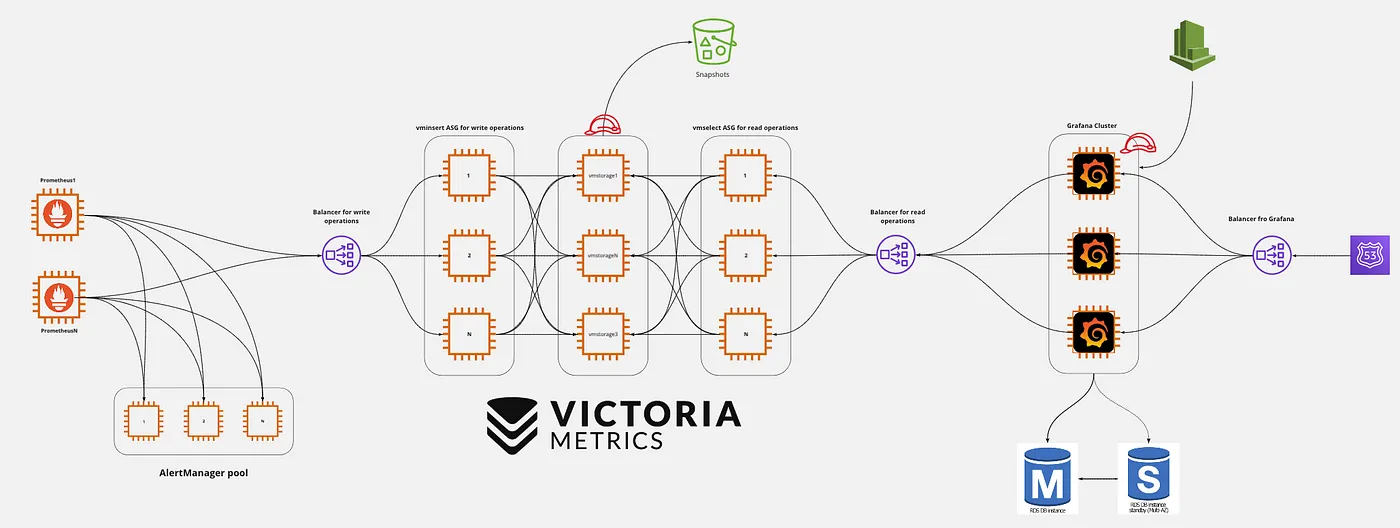 Snapshots
vminsert ASG for write operations
vmselect ASG for read operations
Grafana Cluster
Prometheus1
PrometheusN
Balancer for write
operations
1
2
N
vmstorage1
vmstorageN
vmstorage3
1
2
N
Balancer for read
operations
Balancer fro Grafana
53
1
2
N
AlertManager pool
VICTORIA
METRICS
M
RDS DB instance
S
RDS DB instance
standby (Multi-AZ)